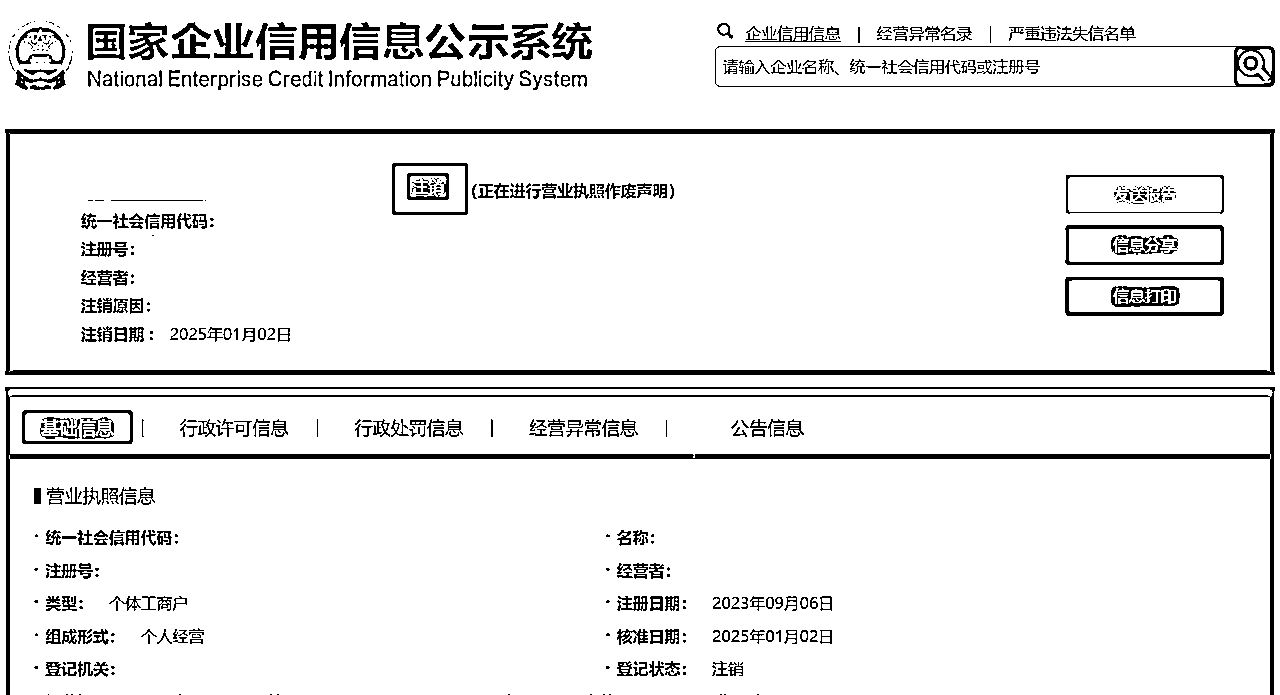 国家企业信用信息公示系统
National Enterprise Credit Information Publicity System
企业信用信息 | 经营异常名录 | 严重违法失信名单
请输入企业名称、统一社会信用代码或注册号
注销 (正在进行营业执照作废声明)
发送报告
统一社会信用代码：
信息分享
注册号：
经营者：
信息打印
注销原因：
注销日期： 2025年01月02日
基础信息 | 行政许可信息 | 行政处罚信息 | 经营异常信息 | 公告信息
营业执照信息
· 统一社会信用代码： · 名称：
· 注册号： · 经营者：
· 类型： 个体工商户 · 注册日期： 2023年09月06日
· 组成形式： 个人经营 · 核准日期： 2025年01月02日
· 登记机关： · 登记状态： 注销